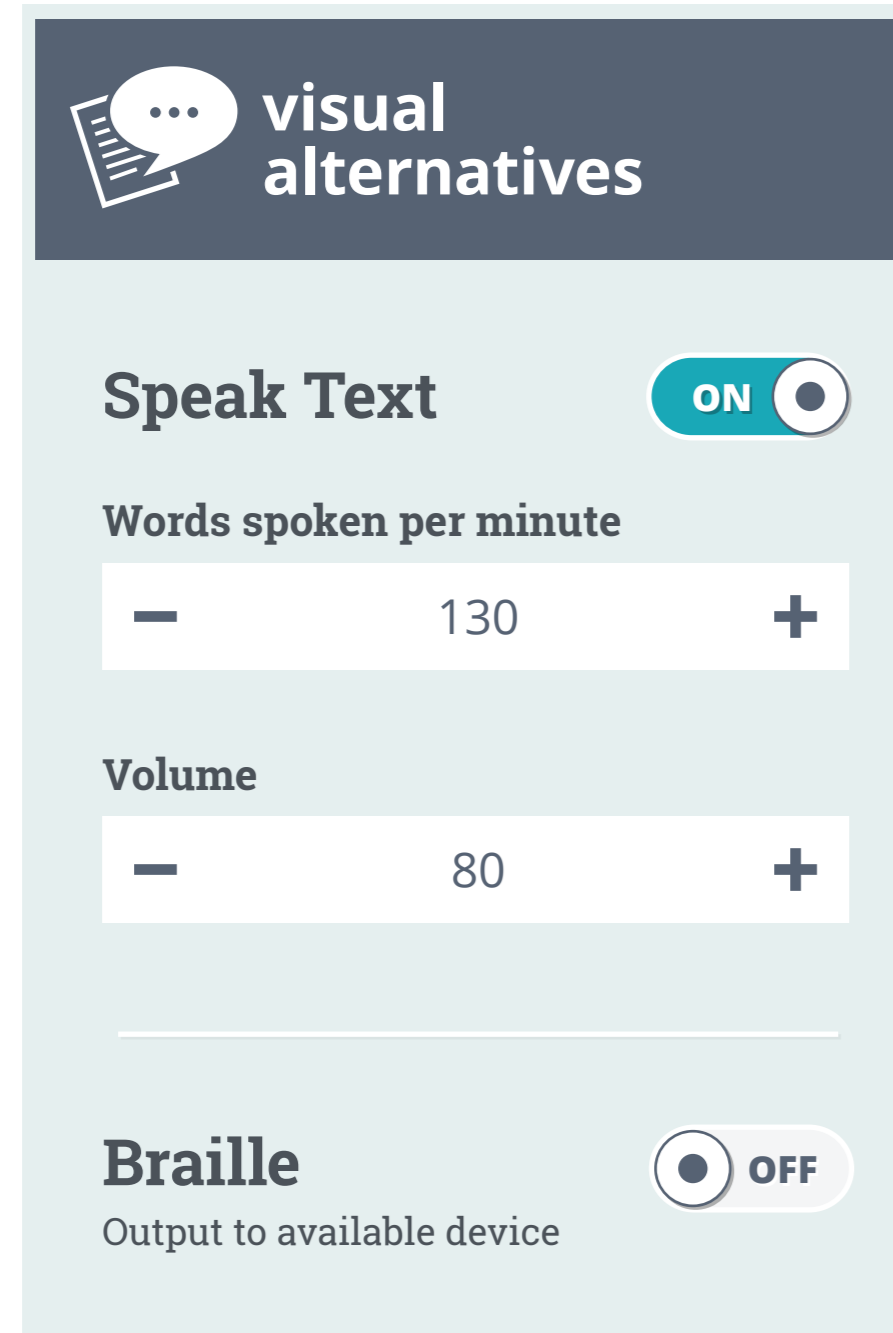 visual
alternatives
Speak Text
ON
Words spoken per minute
130
Volume
80
Braille
OFF
Output to available device